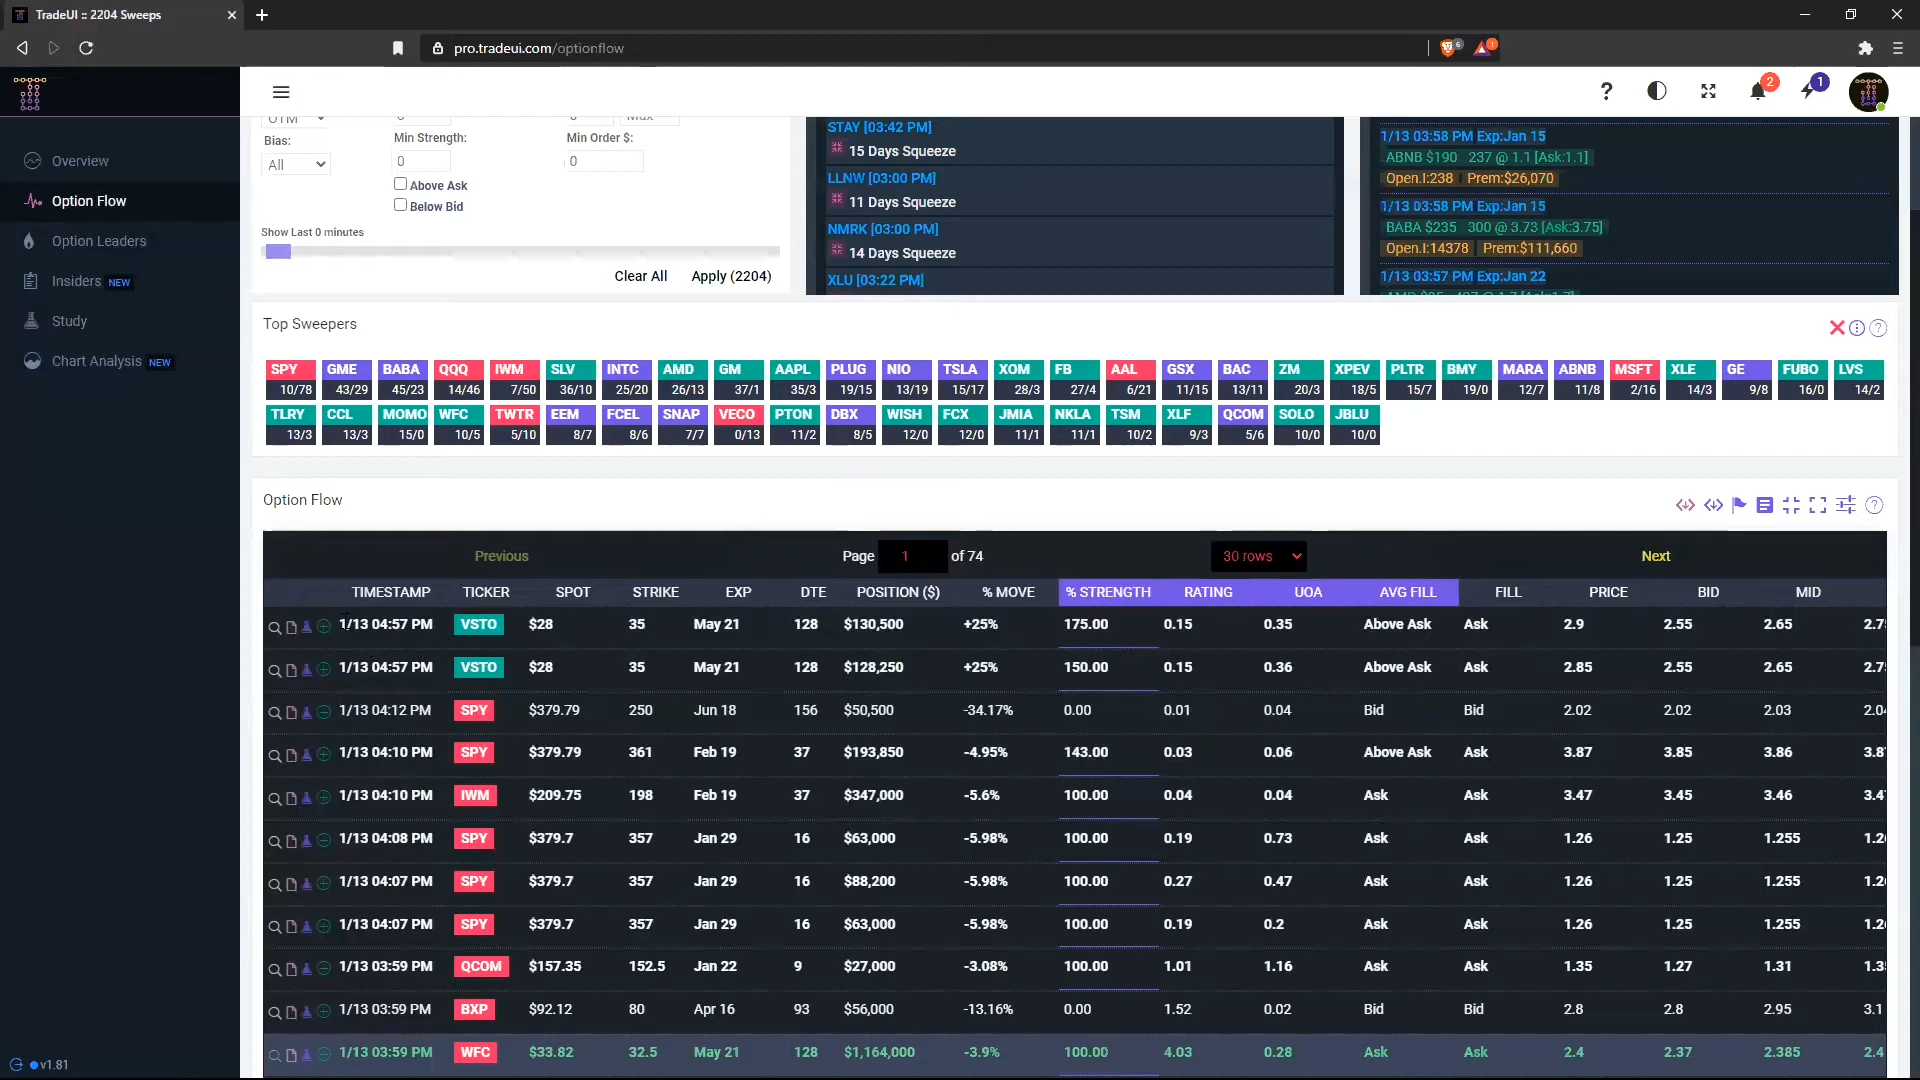 TradeUI :: 2204 Sweeps
pro.tradeui.com/optionflow
6
1
2
1
Overview
Option Flow
Option Leaders
Insiders NEW
Study
Chart Analysis NEW
v1.81
OTM
Max
Bias:
Min Strength:
Min Order $:
All
0
0
Above Ask
Below Bid
Show Last 0 minutes
Clear All
Apply (2204)
STAY [03:42 PM]
15 Days Squeeze
LLNW [03:00 PM]
11 Days Squeeze
NMRK [03:00 PM]
14 Days Squeeze
XLU [03:22 PM]
1/13 03:58 PM Exp:Jan 15
ABNB $190 237 @ 1.1 [Ask:1.1]
Open.I:238 Prem:$26,070
1/13 03:58 PM Exp:Jan 15
BABA $235 300 @ 3.73 [Ask:3.75]
Open.I:14378 Prem:$111,660
1/13 03:57 PM Exp:Jan 22
Top Sweepers
SPY GME BABA QQQ IWM SLV INTC AMD GM AAPL PLUG NIO TSLA XOM FB AAL GSX BAC ZM XPEV PLTR BMY MARA ABNB MSFT XLE GE FUBO LVS
10/78 43/29 45/23 14/46 7/50 36/10 25/20 26/13 37/1 35/3 19/15 13/19 15/17 28/3 27/4 6/21 11/15 13/11 20/3 18/5 15/7 19/0 12/7 11/8 2/16 14/3 9/8 16/0 14/2
TLRY CCL MOMO WFC TWTR EEM FCEL SNAP VECO PTON DBX WISH FCX JMIA NKLA TSM XLF QCOM SOLO JBLU
13/3 13/3 15/0 10/5 5/10 8/7 8/6 7/7 0/13 11/2 8/5 12/0 12/0 11/1 11/1 10/2 9/3 5/6 10/0 10/0
Option Flow
Previous
Page 1 of 74
30 rows
Next
TIMESTAMP TICKER SPOT STRIKE EXP DTE POSITION ($) % MOVE % STRENGTH RATING UOA AVG FILL FILL PRICE BID MID
1/13 04:57 PM VSTO $28 35 May 21 128 $130,500 +25% 175.00 0.15 0.35 Above Ask Ask 2.9 2.55 2.65
1/13 04:57 PM VSTO $28 35 May 21 128 $128,250 +25% 150.00 0.15 0.36 Above Ask Ask 2.85 2.55 2.65
1/13 04:12 PM SPY $379.79 250 Jun 18 156 $50,500 -34.17% 0.00 0.01 0.04 Bid Bid 2.02 2.02 2.03
1/13 04:10 PM SPY $379.79 361 Feb 19 37 $193,850 -4.95% 143.00 0.03 0.06 Above Ask Ask 3.87 3.85 3.86
1/13 04:10 PM IWM $209.75 198 Feb 19 37 $347,000 -5.6% 100.00 0.04 0.04 Ask Ask 3.47 3.45 3.46
1/13 04:08 PM SPY $379.7 357 Jan 29 16 $63,000 -5.98% 100.00 0.19 0.73 Ask Ask 1.26 1.25 1.255
1/13 04:07 PM SPY $379.7 357 Jan 29 16 $88,200 -5.98% 100.00 0.27 0.47 Ask Ask 1.26 1.25 1.255
1/13 04:07 PM SPY $379.7 357 Jan 29 16 $63,000 -5.98% 100.00 0.19 0.2 Ask Ask 1.26 1.25 1.255
1/13 03:59 PM QCOM $157.35 152.5 Jan 22 9 $27,000 -3.08% 100.00 1.01 1.16 Ask Ask 1.35 1.27 1.31
1/13 03:59 PM BXP $92.12 80 Apr 16 93 $56,000 -13.16% 0.00 1.52 0.02 Bid Bid 2.8 2.8 2.95 3.1
1/13 03:59 PM WFC $33.82 32.5 May 21 128 $1,164,000 -3.9% 100.00 4.03 0.28 Ask Ask 2.4 2.37 2.385 2.4